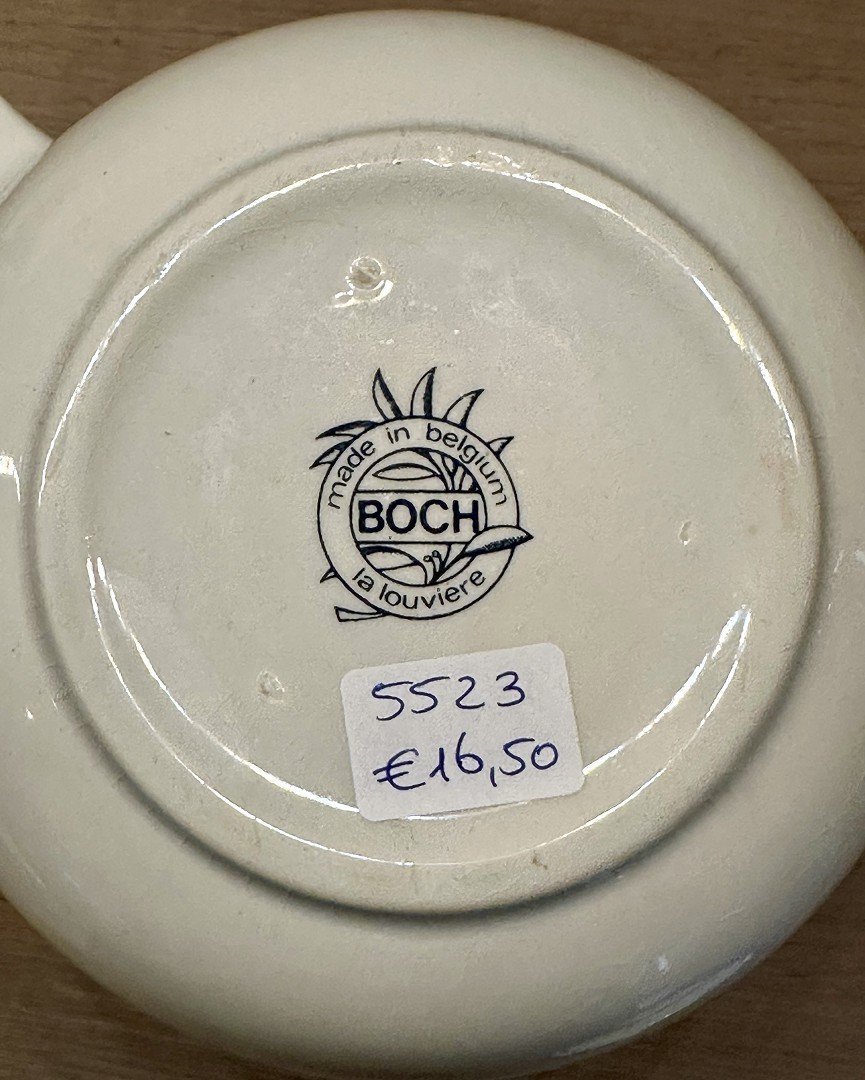 made in belgium
BOCH
la louviere
5523
€16,50